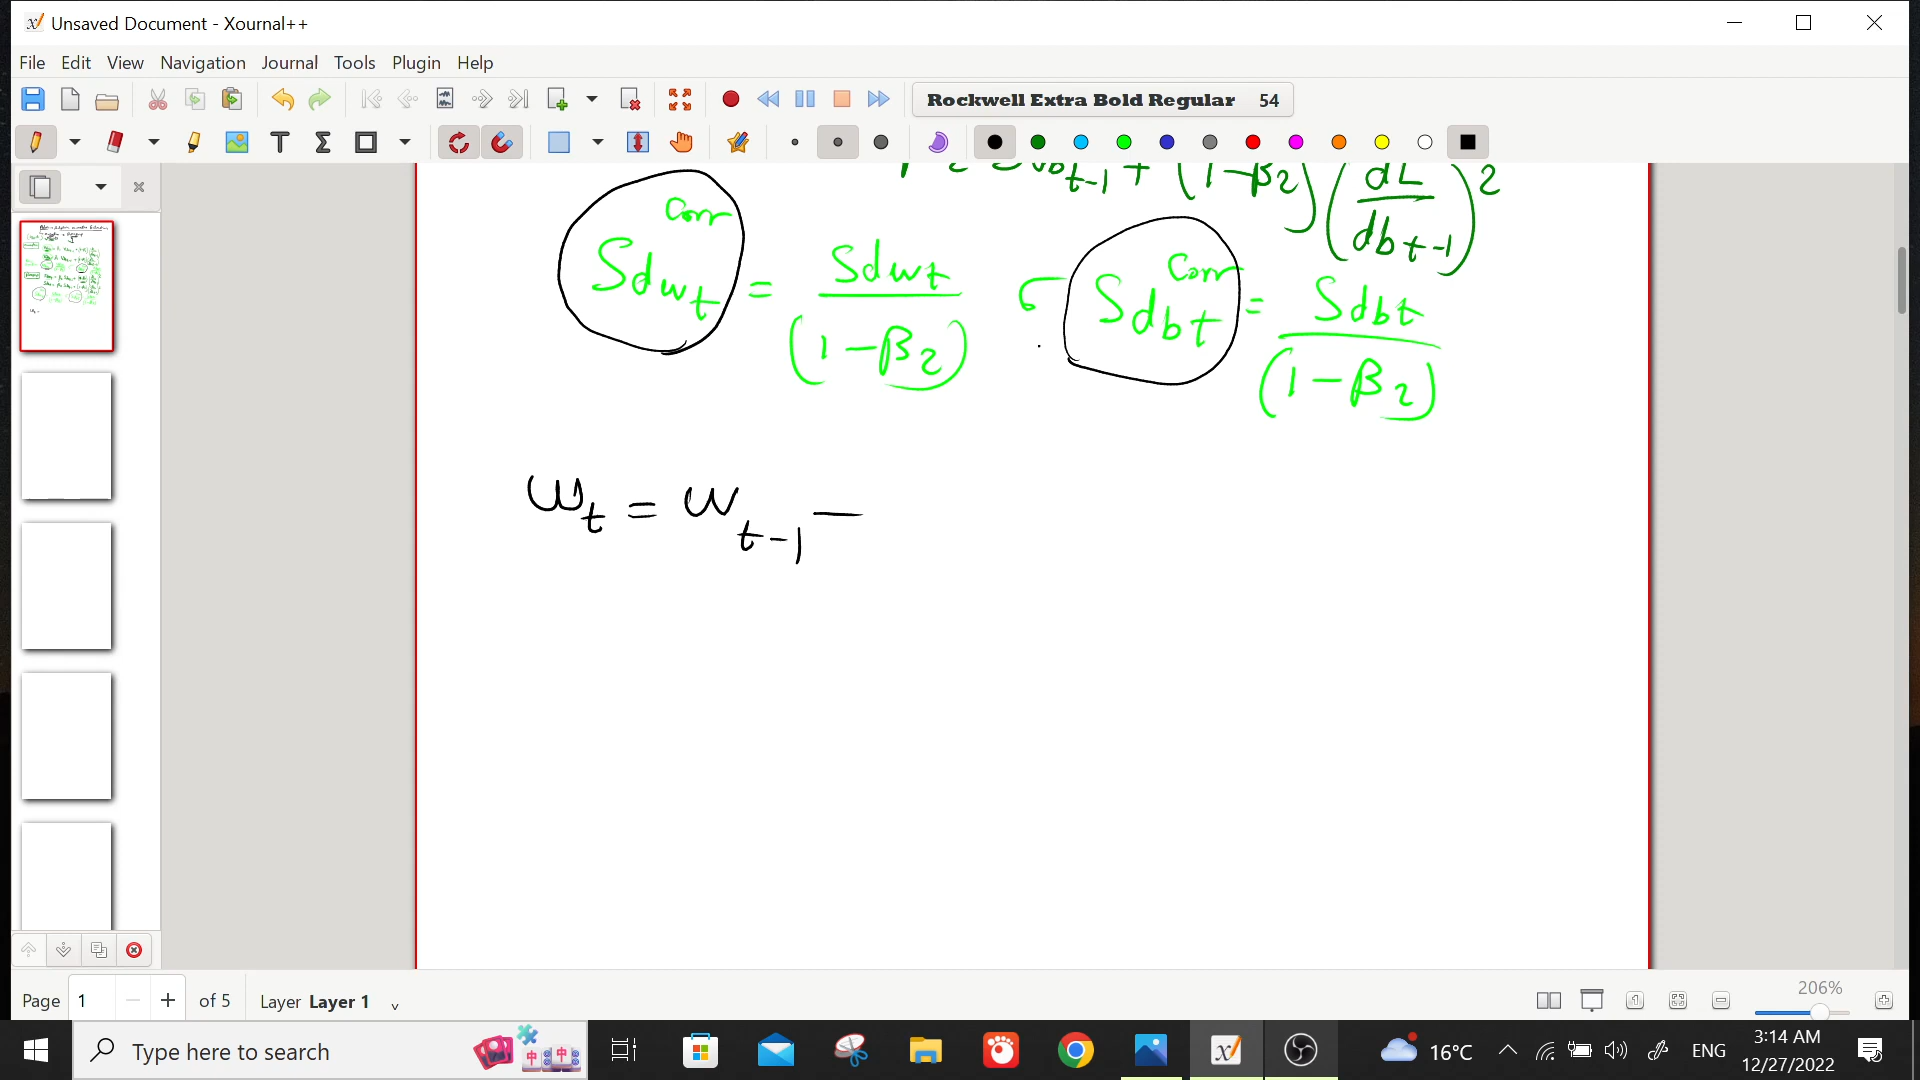 Unsaved Document - Xournal++
File Edit View Navigation Journal Tools Plugin Help
Rockwell Extra Bold Regular 54
t-1 + (1-β2) (dL/dbt-1)2
Sdwt corr = Sdwt / (1-β2)
Sdbt corr = Sdbt / (1-β2)
wt = wt-1 —
Page 1 of 5 Layer Layer 1
206%
Type here to search
16°C
ENG
3:14 AM
12/27/2022